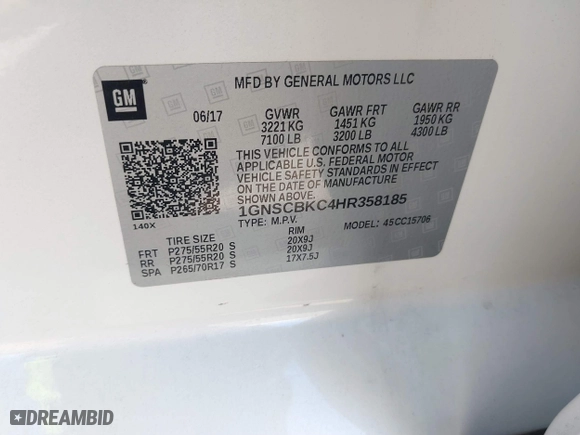 GM
MFD BY GENERAL MOTORS LLC
06/17 GVWR GAWR FRT GAWR RR
3221 KG 1451 KG 1950 KG
7100 LB 3200 LB 4300 LB
THIS VEHICLE CONFORMS TO ALL
APPLICABLE U.S. FEDERAL MOTOR
VEHICLE SAFETY STANDARDS IN EFFECT
ON THE DATE OF MANUFACTURE
SHOWN ABOVE.
1GNSCBKC4HR358185
140X TYPE: M.P.V. MODEL: 45CC15706
TIRE SIZE RIM
FRT P275/55R20 S 20X9J
RR P275/55R20 S 20X9J
SPA P265/70R17 S 17X7.5J
DREAMBID